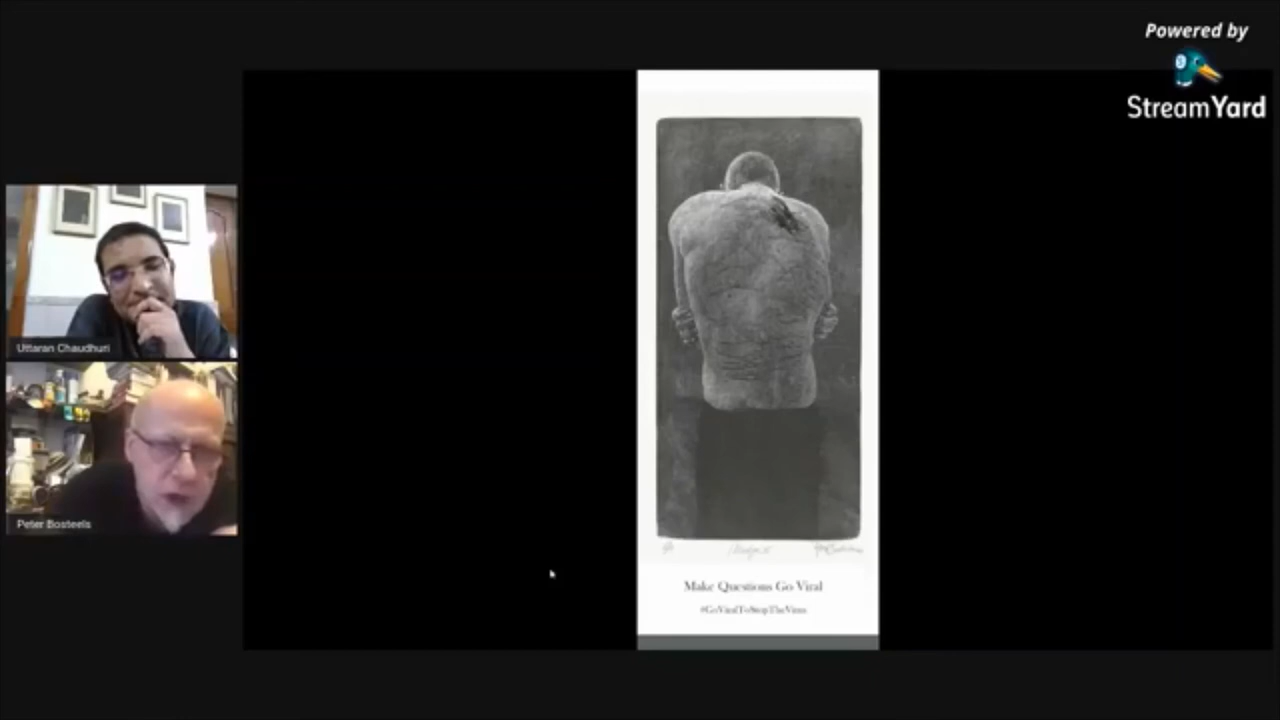 Powered by
StreamYard
Uttaran Chaudhuri
Peter Bosteels
Make Questions Go Viral
#GoViralToStopTheVirus